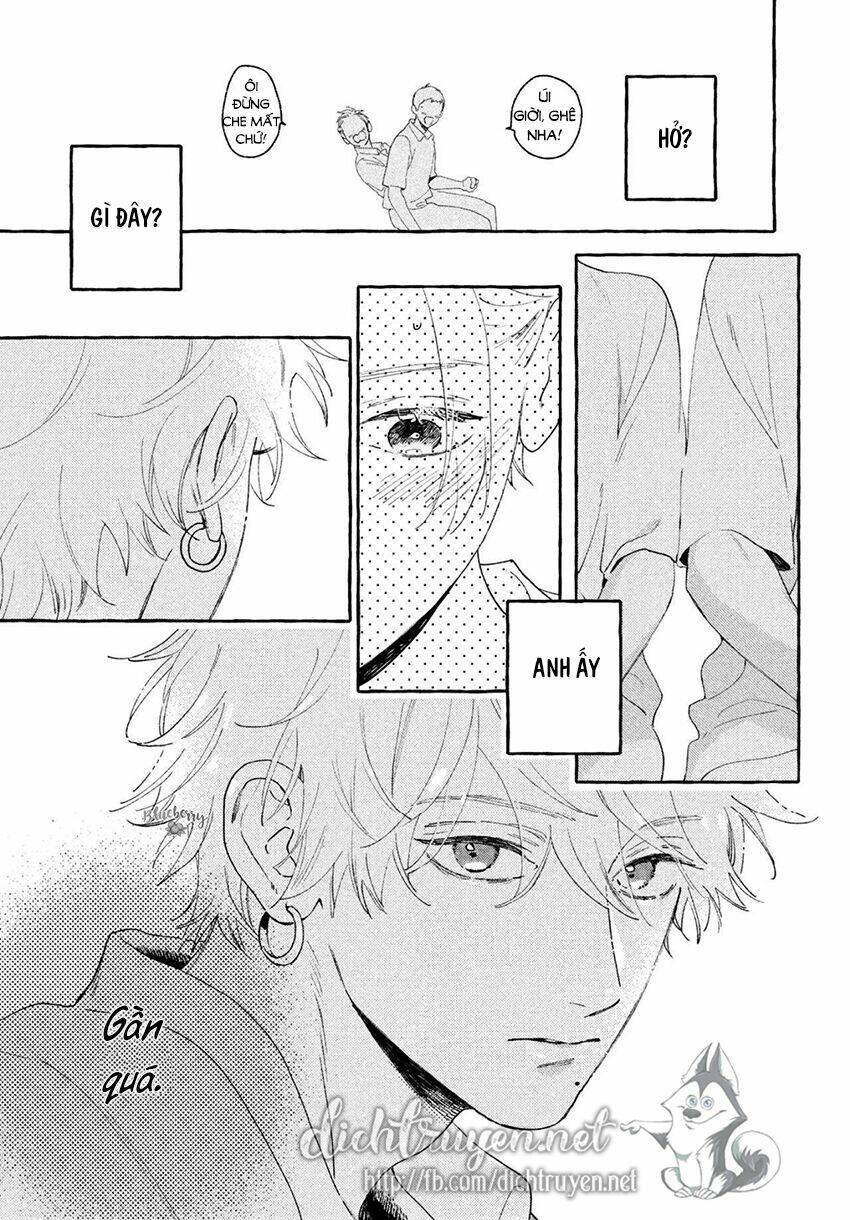 HỞ?
ÚI
GIỜI, GHÊ
NHA!
ÔI
ĐỪNG
CHE MẤT
CHỨ!
GÌ ĐÂY?
ANH ẤY
Blueberry
Gần
quá.
dichtruyen.net
http://fb.com/dichtruyen.net